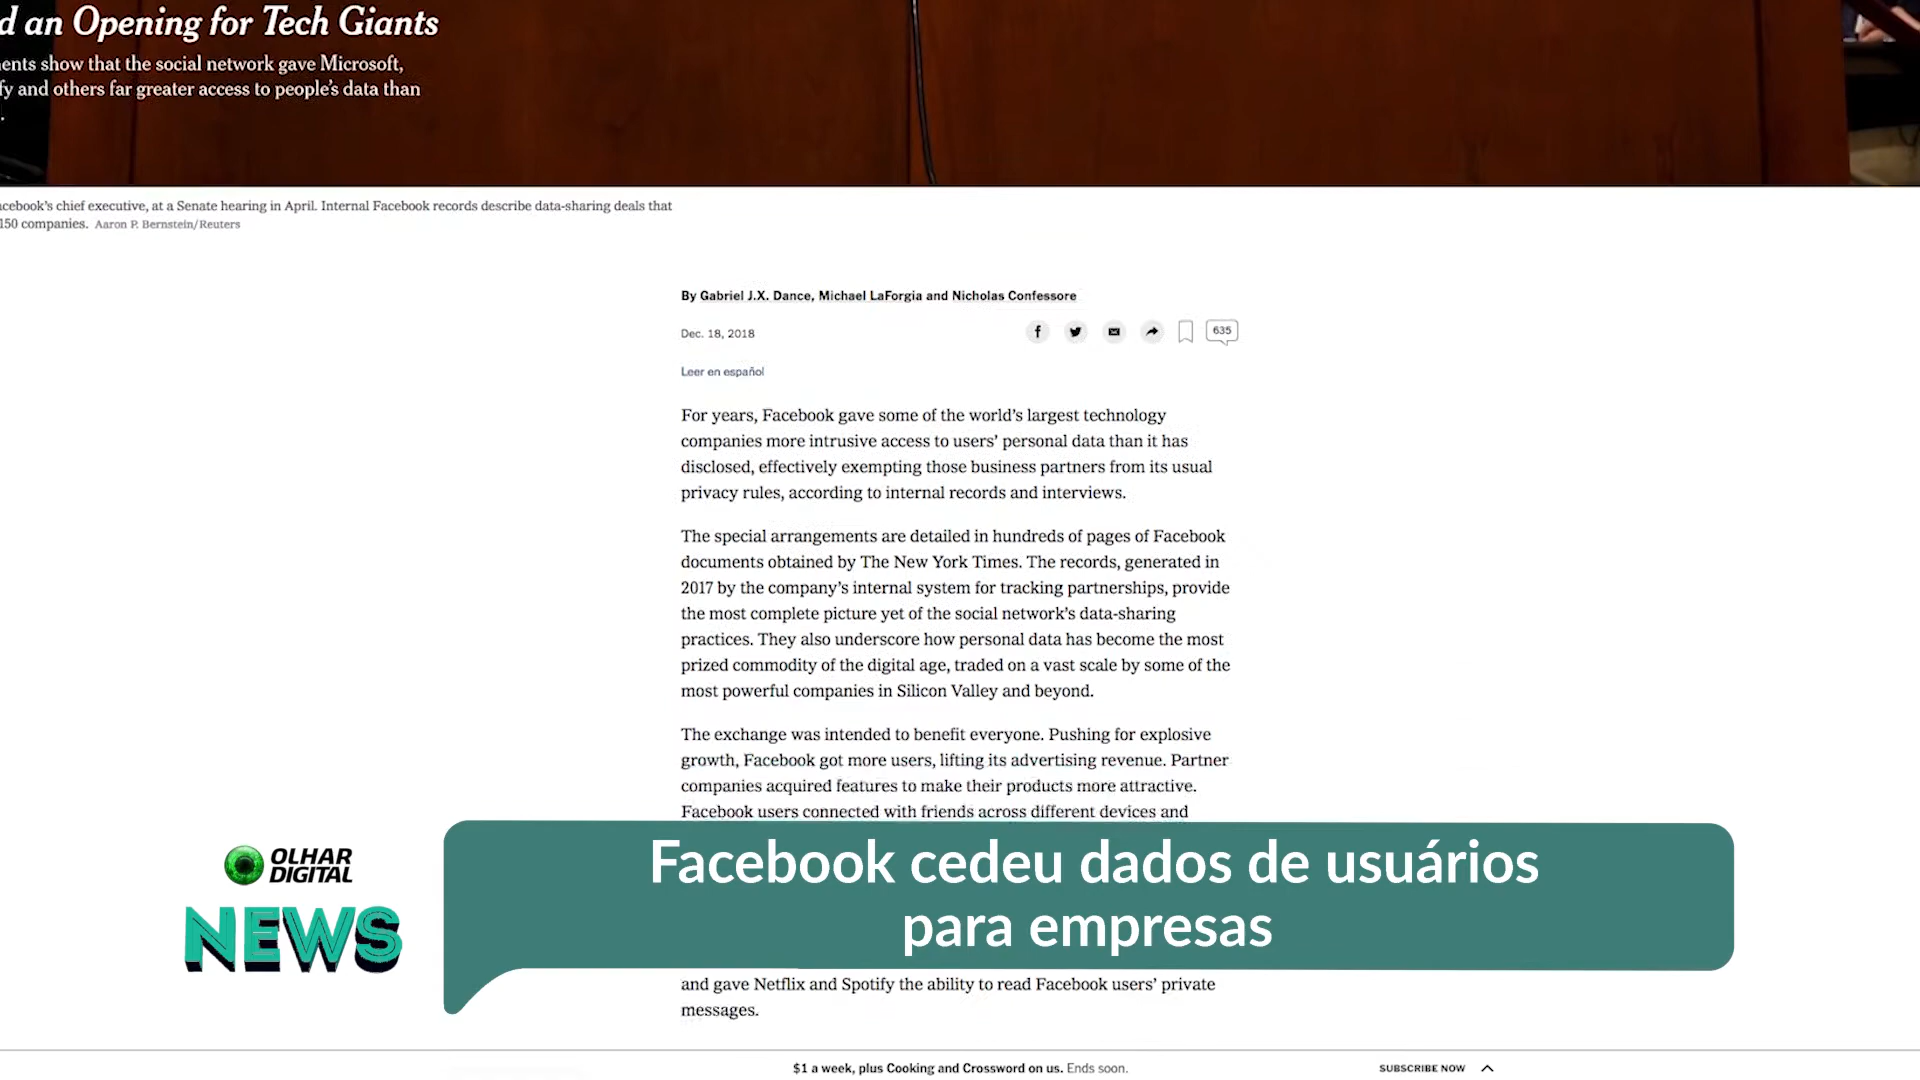 d an Opening for Tech Giants
ents show that the social network gave Microsoft,
fy and others far greater access to people's data than
.
acebook's chief executive, at a Senate hearing in April. Internal Facebook records describe data-sharing deals that
150 companies. Aaron P. Bernstein/Reuters
By Gabriel J.X. Dance, Michael LaForgia and Nicholas Confessore
Dec. 18, 2018
635
Leer en español
For years, Facebook gave some of the world's largest technology
companies more intrusive access to users' personal data than it has
disclosed, effectively exempting those business partners from its usual
privacy rules, according to internal records and interviews.
The special arrangements are detailed in hundreds of pages of Facebook
documents obtained by The New York Times. The records, generated in
2017 by the company's internal system for tracking partnerships, provide
the most complete picture yet of the social network's data-sharing
practices. They also underscore how personal data has become the most
prized commodity of the digital age, traded on a vast scale by some of the
most powerful companies in Silicon Valley and beyond.
The exchange was intended to benefit everyone. Pushing for explosive
growth, Facebook got more users, lifting its advertising revenue. Partner
companies acquired features to make their products more attractive.
Facebook users connected with friends across different devices and
OLHAR
DIGITAL
NEWS
Facebook cedeu dados de usuários
para empresas
and gave Netflix and Spotify the ability to read Facebook users' private
messages.
$1 a week, plus Cooking and Crossword on us. Ends soon.
SUBSCRIBE NOW